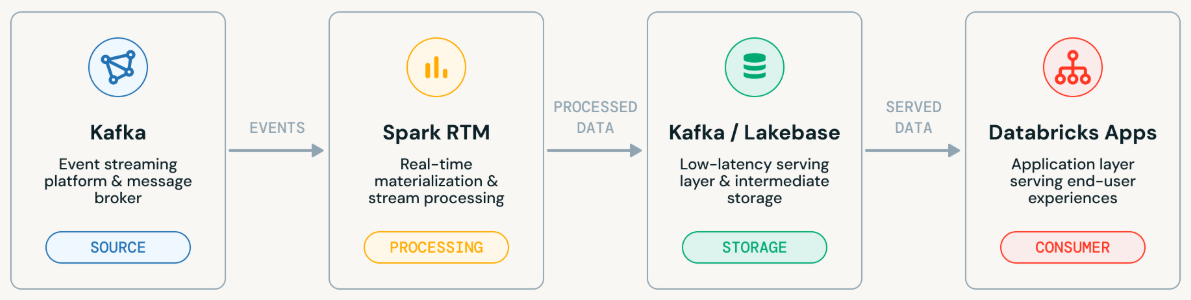 Kafka
Event streaming
platform & message
broker
SOURCE
EVENTS
Spark RTM
Real-time
materialization &
stream processing
PROCESSING
PROCESSED
DATA
Kafka / Lakebase
Low-latency serving
layer & intermediate
storage
STORAGE
SERVED
DATA
Databricks Apps
Application layer
serving end-user
experiences
CONSUMER